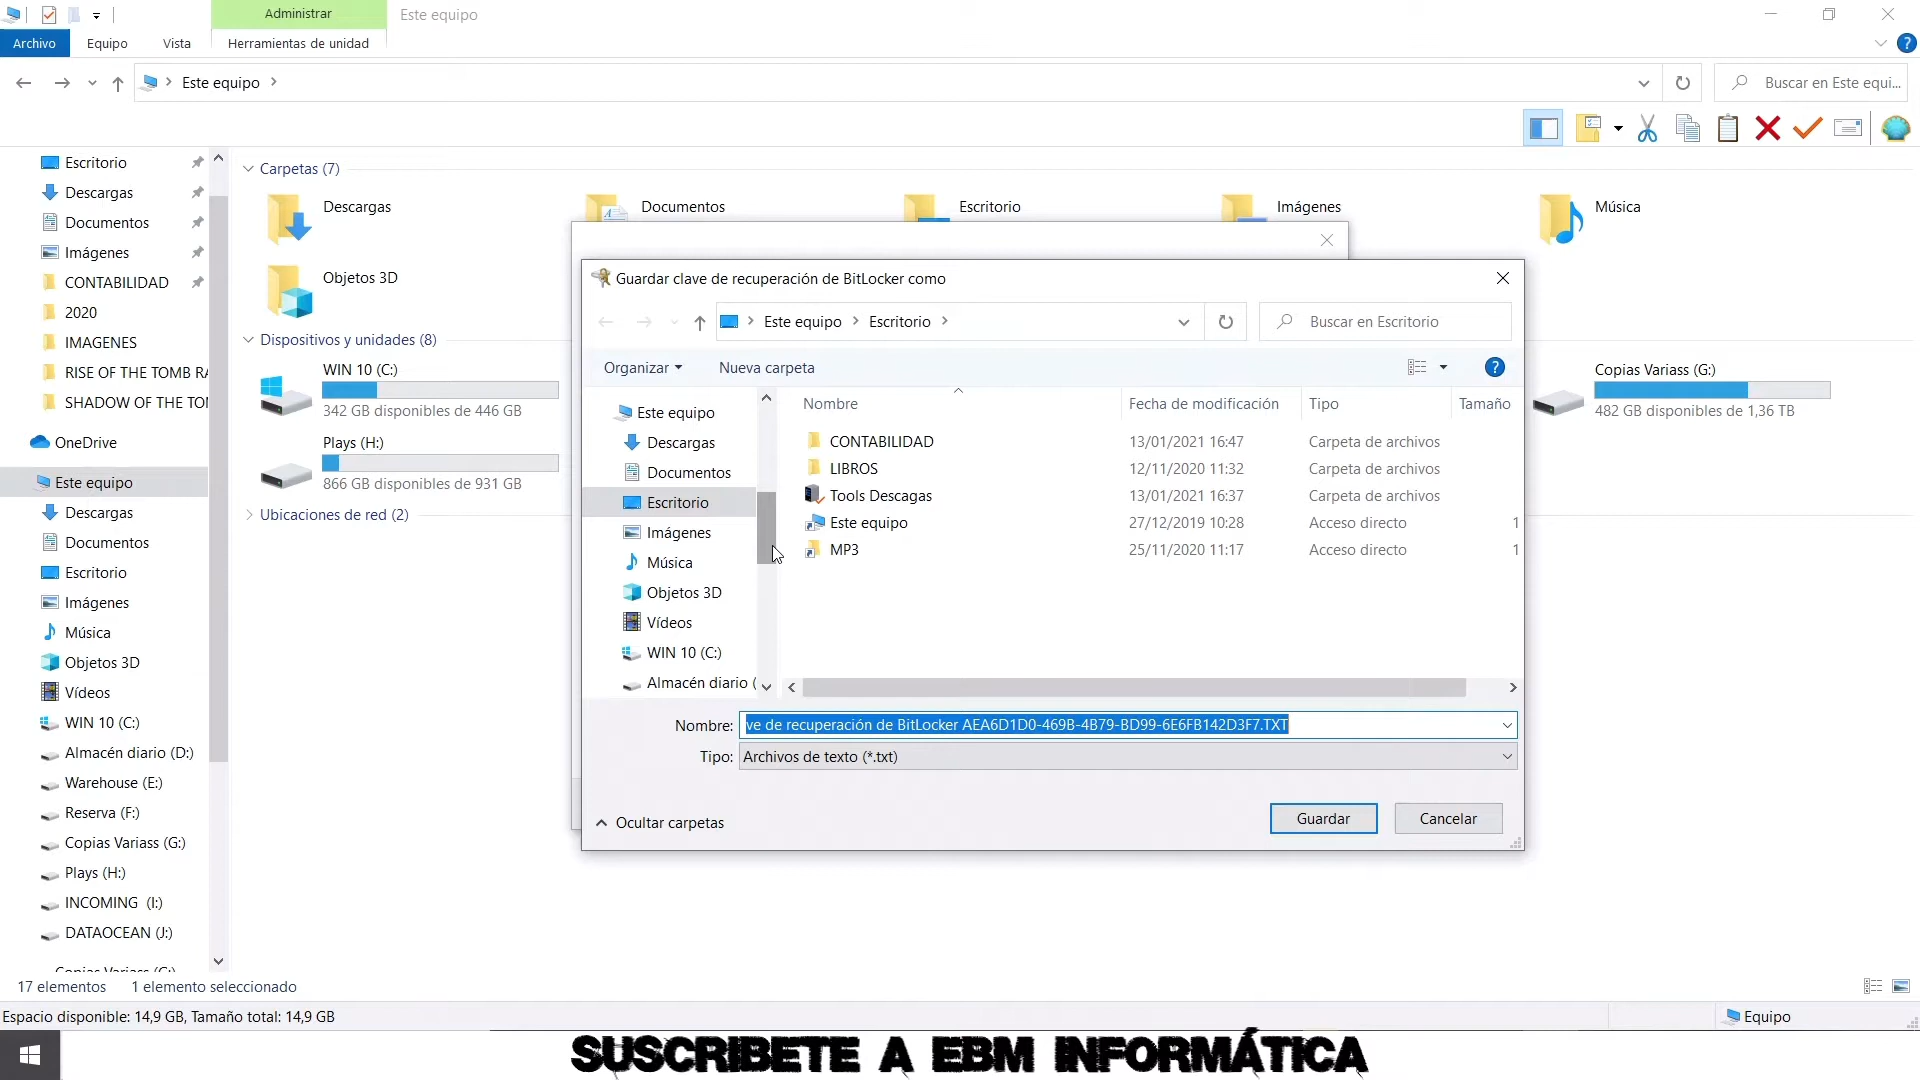 Administrar
Este equipo
Archivo
Equipo
Vista
Herramientas de unidad
?
Este equipo
Buscar en Este equi...
Escritorio
Descargas
Documentos
Imágenes
CONTABILIDAD
2020
IMAGENES
RISE OF THE TOMB RA
SHADOW OF THE TO
OneDrive
Este equipo
Descargas
Documentos
Escritorio
Imágenes
Música
Objetos 3D
Vídeos
WIN 10 (C:)
Almacén diario (D:)
Warehouse (E:)
Reserva (F:)
Copias Variass (G:)
Plays (H:)
INCOMING (I:)
DATAOCEAN (J:)
Copias Variass (G:)
Carpetas (7)
Descargas
Documentos
Escritorio
Imágenes
Música
Objetos 3D
Dispositivos y unidades (8)
WIN 10 (C:)
342 GB disponibles de 446 GB
Copias Variass (G:)
482 GB disponibles de 1,36 TB
Plays (H:)
866 GB disponibles de 931 GB
Ubicaciones de red (2)
Guardar clave de recuperación de BitLocker como
Este equipo
Escritorio
Buscar en Escritorio
Organizar
Nueva carpeta
?
Este equipo
Descargas
Documentos
Escritorio
Imágenes
Música
Objetos 3D
Vídeos
WIN 10 (C:)
Almacén diario (
Nombre
Fecha de modificación
Tipo
Tamaño
CONTABILIDAD 13/01/2021 16:47 Carpeta de archivos
LIBROS 12/11/2020 11:32 Carpeta de archivos
Tools Descagas 13/01/2021 16:37 Carpeta de archivos
Este equipo 27/12/2019 10:28 Acceso directo 1
MP3 25/11/2020 11:17 Acceso directo 1
Nombre: ve de recuperación de BitLocker AEA6D1D0-469B-4B79-BD99-6E6FB142D3F7.TXT
Tipo: Archivos de texto (*.txt)
Ocultar carpetas
Guardar
Cancelar
17 elementos
1 elemento seleccionado
Espacio disponible: 14,9 GB, Tamaño total: 14,9 GB
Equipo
SUSCRIBETE A EBM INFORMÁTICA